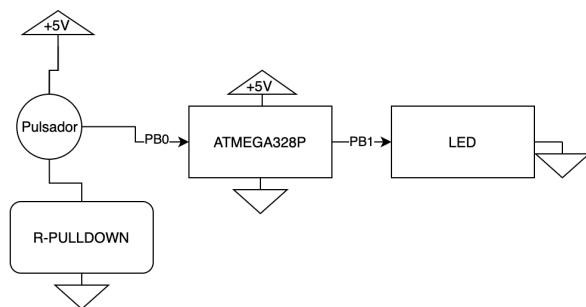 +5V
Pulsador
R-PULLDOWN
PB0
+5V
ATMEGA328P
PB1
LED